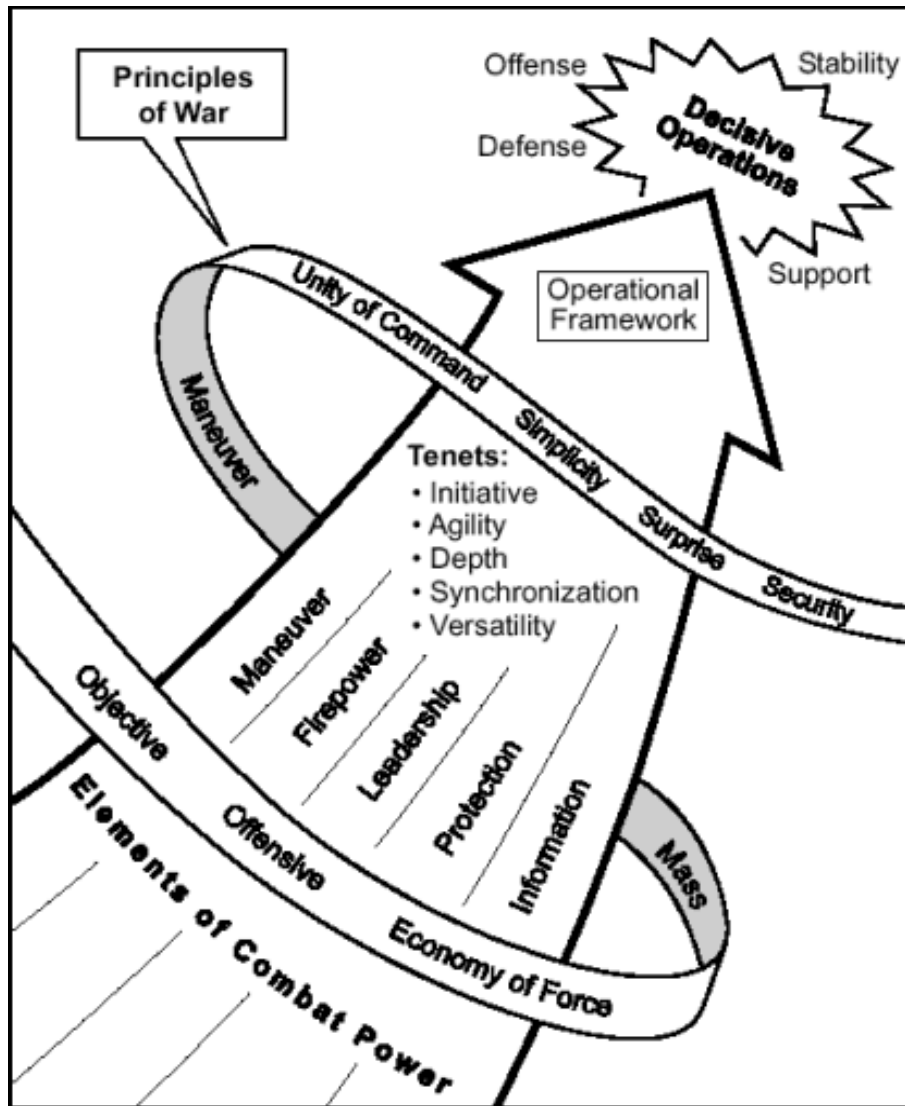 Principles
of War
Offense
Stability
Defense
Decisive
Operations
Support
Operational
Framework
Unity of Command
Simplicity
Surprise
Security
Maneuver
Tenets:
• Initiative
• Agility
• Depth
• Synchronization
• Versatility
Maneuver
Firepower
Leadership
Protection
Information
Objective
Offensive
Economy of Force
Mass
Elements of Combat Power